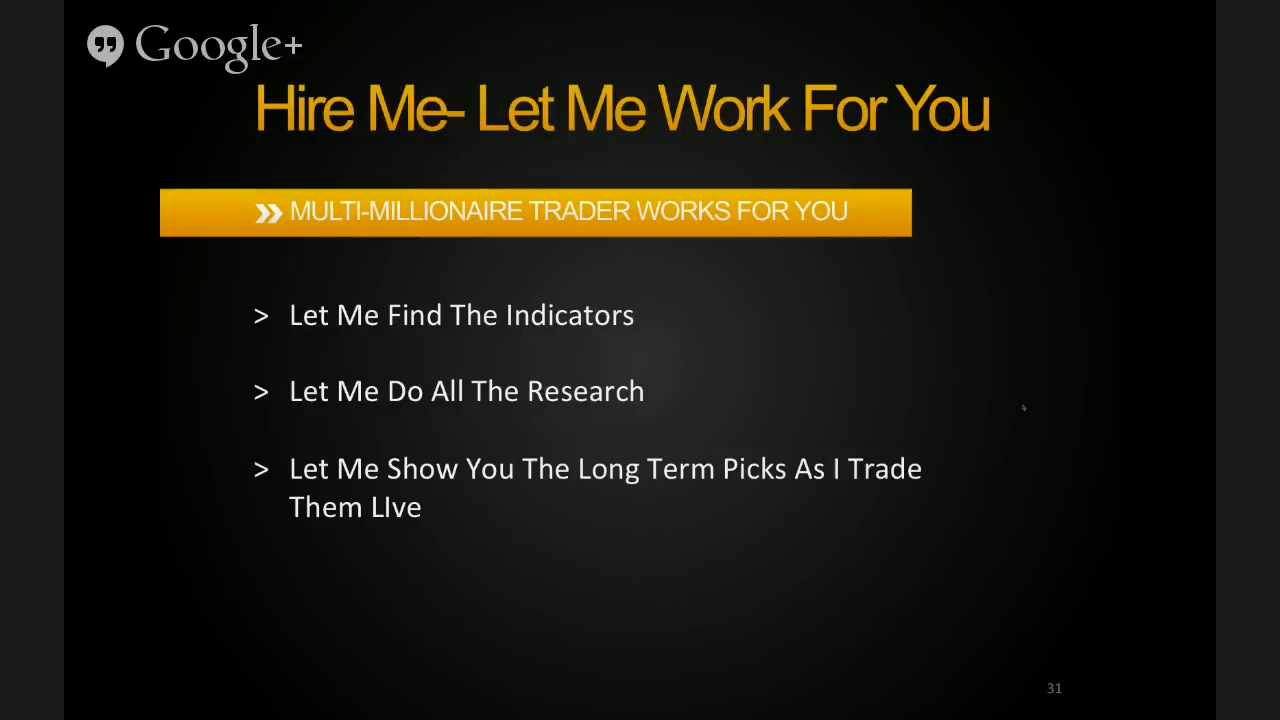 Google+
Hire Me- Let Me Work For You
MULTI-MILLIONAIRE TRADER WORKS FOR YOU
> Let Me Find The Indicators
> Let Me Do All The Research
> Let Me Show You The Long Term Picks As I Trade
Them LIve
31